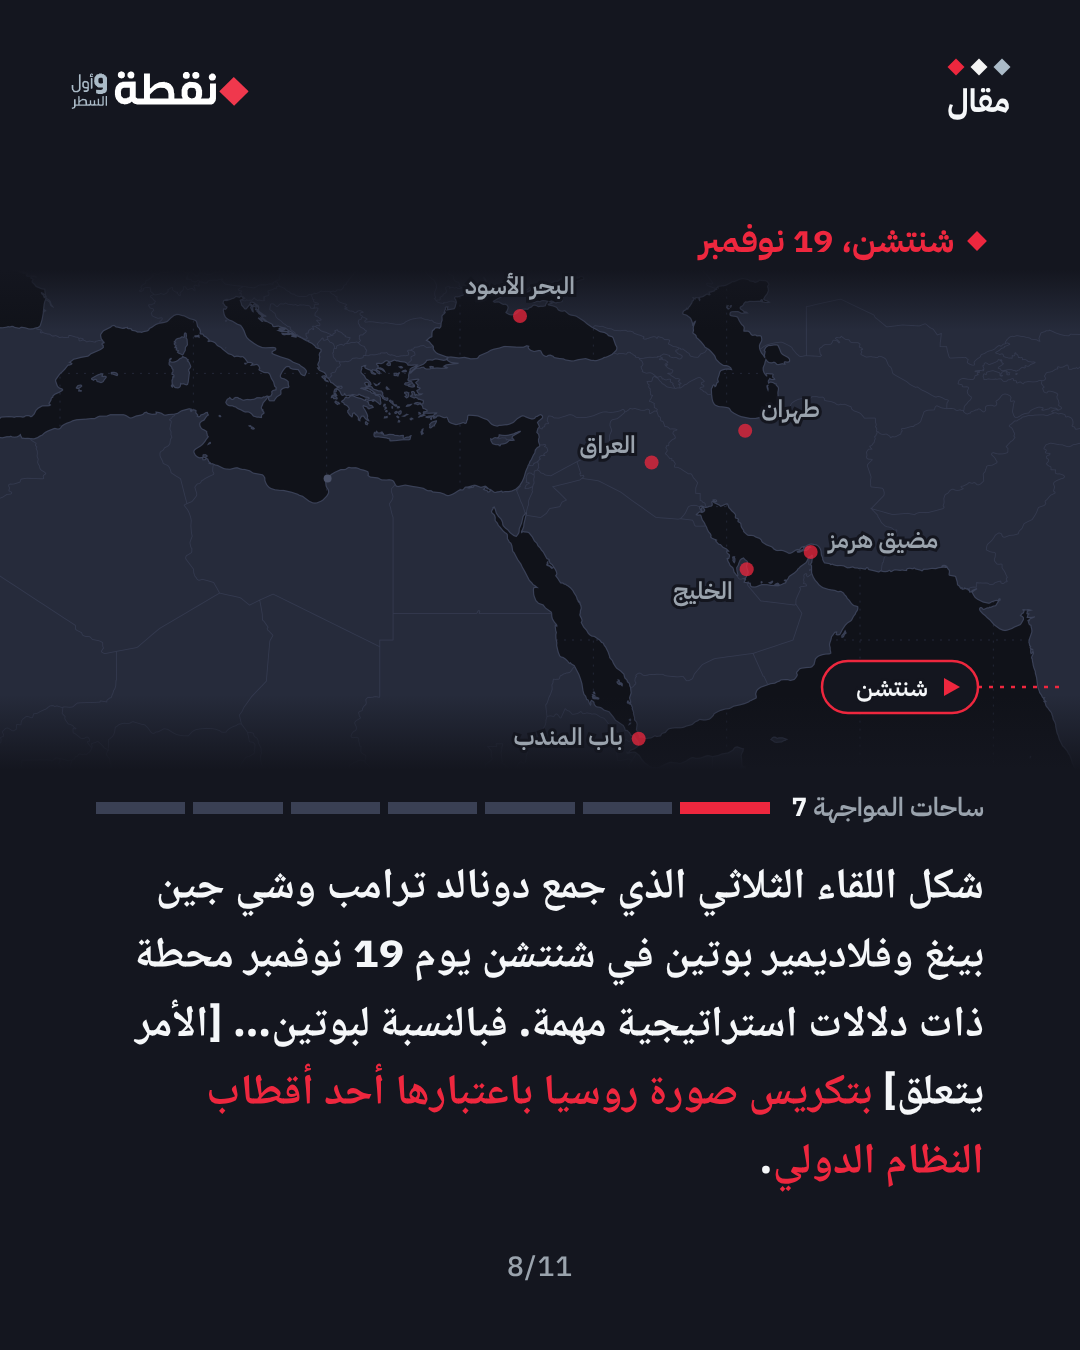 مقال
نقطة
وأول
السطر
شنتشن، 19 نوفمبر
البحر الأسود
طهران
العراق
مضيق هرمز
الخليج
شنتشن
باب المندب
ساحات المواجهة 7
شكل اللقاء الثلاثي الذي جمع دونالد ترامب وشي جين
بينغ وفلاديمير بوتين في شنتشن يوم 19 نوفمبر محطة
ذات دلالات استراتيجية مهمة. فبالنسبة لبوتين... [الأمر
يتعلق] بتكريس صورة روسيا باعتبارها أحد أقطاب
النظام الدولي.
8/11